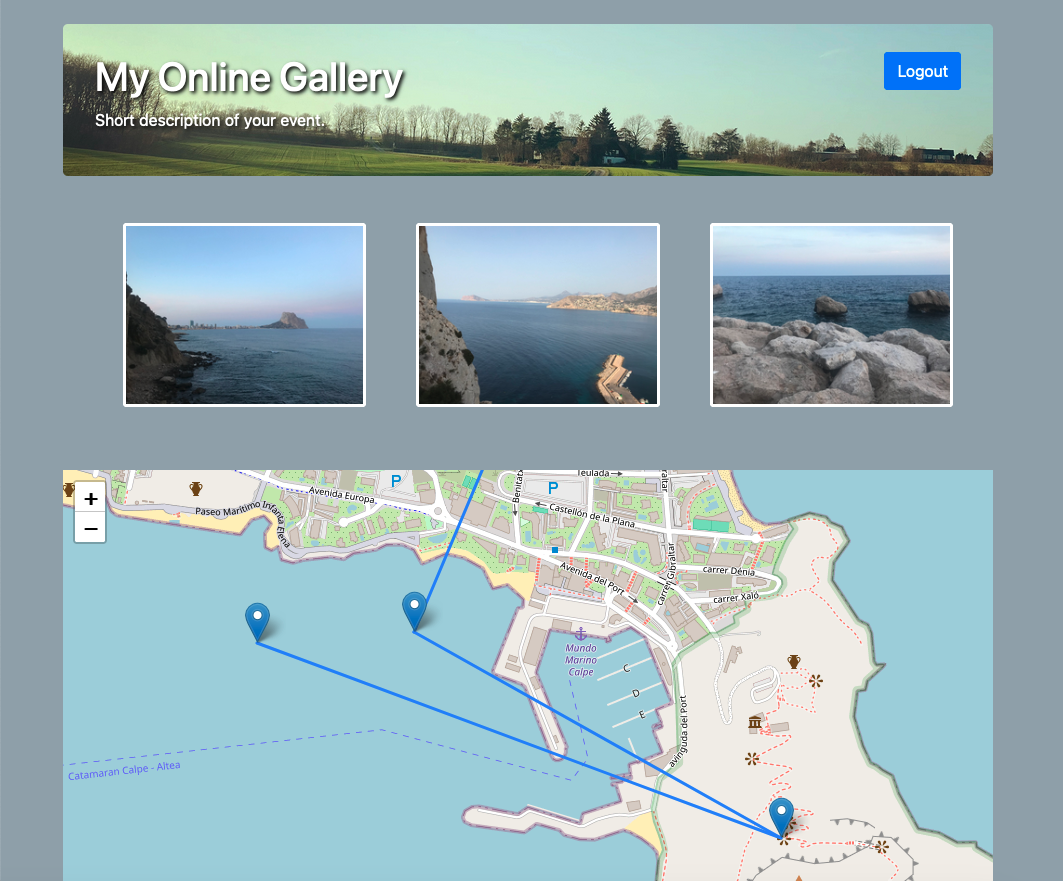 My Online Gallery
Logout
Short description of your event.
+
−
Teulada
Benitatx
Gibraltar
P
P
Avenida Europa
Castellón de la Plana
Paseo Marítimo Infanta Elena
Avenida del Port
carrer Gibraltar
carrer Dénia
carrer Xaló
Mundo
Marino
Calpe
C
D
E
avinguda del Port
Catamaran Calpe - Altea